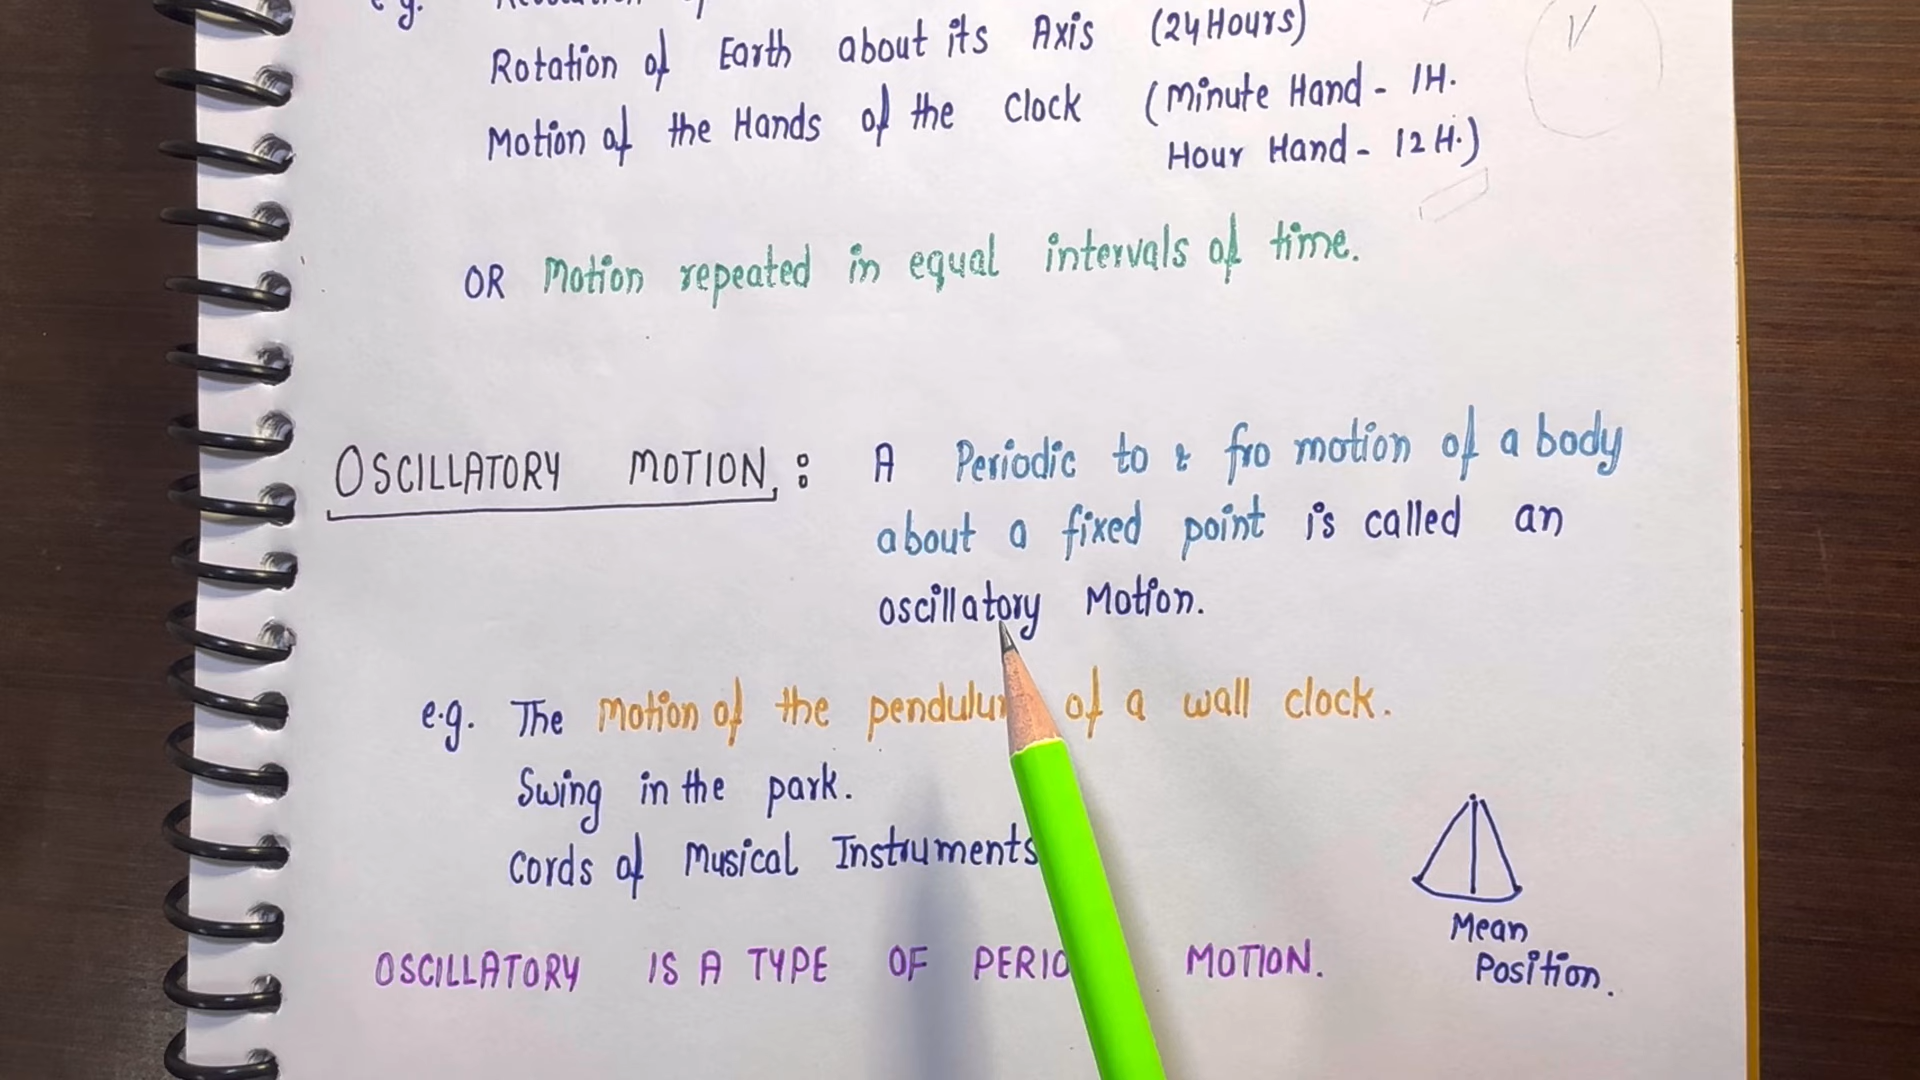 e g.
Rotation of Earth about its Axis (24Hours)
Motion of the Hands of the Clock (Minute Hand - 1H.
Hour Hand - 12 H.)
OR Motion repeated in equal intervals of time.
OSCILLATORY MOTION : A Periodic to & fro motion of a body
about a fixed point is called an
oscillatory Motion.
e.g. The Motion of the pendulu of a wall clock.
Swing in the park.
Cords of Musical Instruments
OSCILLATORY IS A TYPE OF PERIO MOTION.
Mean
Position.